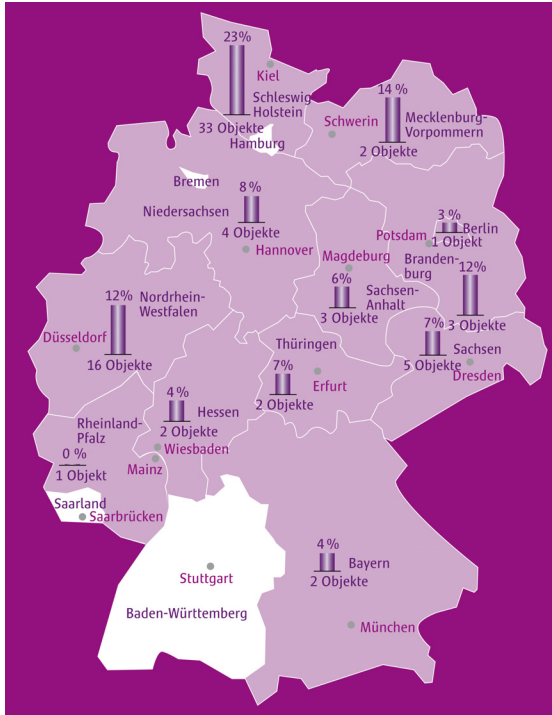 23%
Kiel
Schleswig
Holstein
33 Objekte
Hamburg
14 %
Schwerin
Mecklenburg-
Vorpommern
2 Objekte
Bremen
8 %
Niedersachsen
4 Objekte
Hannover
3 %
Potsdam
Berlin
1 Objekt
Branden-
burg
12%
3 Objekte
Magdeburg
6%
Sachsen-
Anhalt
3 Objekte
12%
Nordrhein-
Westfalen
Düsseldorf
16 Objekte
7%
Sachsen
5 Objekte
Dresden
Thüringen
7%
Erfurt
2 Objekte
4%
Hessen
2 Objekte
Wiesbaden
Rheinland-
Pfalz
0 %
1 Objekt
Mainz
Saarland
Saarbrücken
Stuttgart
Baden-Württemberg
4 %
Bayern
2 Objekte
München